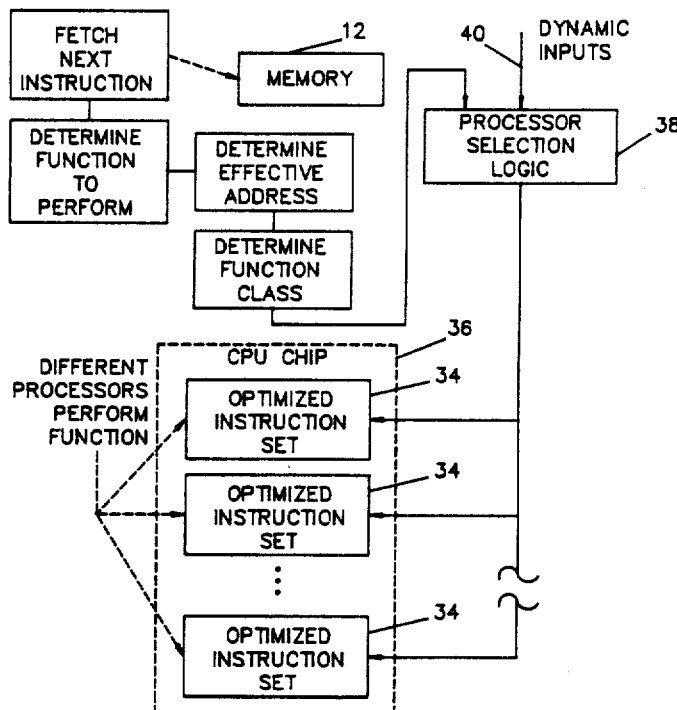 FETCH
NEXT
INSTRUCTION
12
MEMORY
40
DYNAMIC
INPUTS
DETERMINE
FUNCTION
TO
PERFORM
DETERMINE
EFFECTIVE
ADDRESS
PROCESSOR
SELECTION
LOGIC
38
DETERMINE
FUNCTION
CLASS
36
CPU CHIP
DIFFERENT
PROCESSORS
PERFORM
FUNCTION
34
OPTIMIZED
INSTRUCTION
SET
34
OPTIMIZED
INSTRUCTION
SET
34
OPTIMIZED
INSTRUCTION
SET